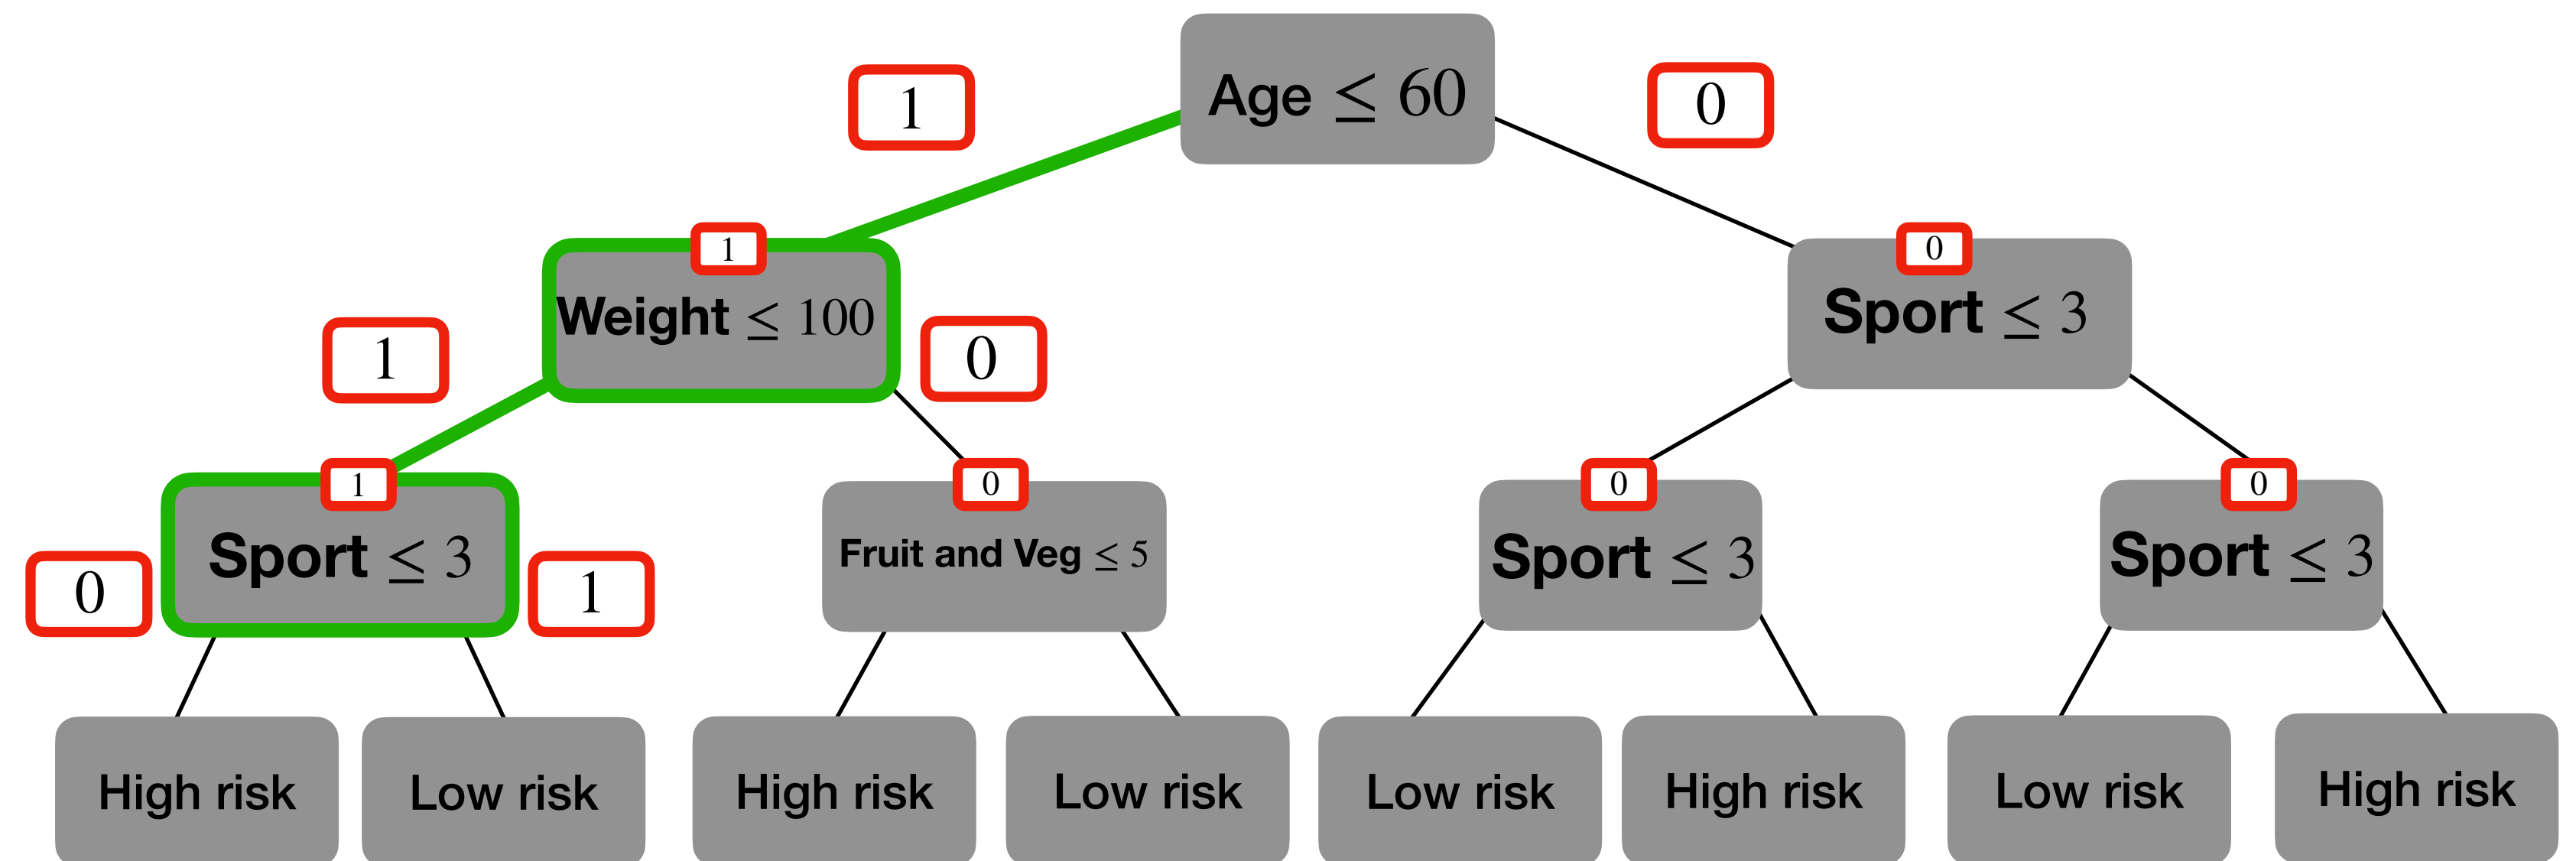 Age ≤ 60
1
0
1
0
Weight ≤ 100
Sport ≤ 3
1
0
1
0
0
0
Sport ≤ 3
Fruit and Veg ≤ 5
Sport ≤ 3
Sport ≤ 3
0
1
High risk
Low risk
High risk
Low risk
Low risk
High risk
Low risk
High risk